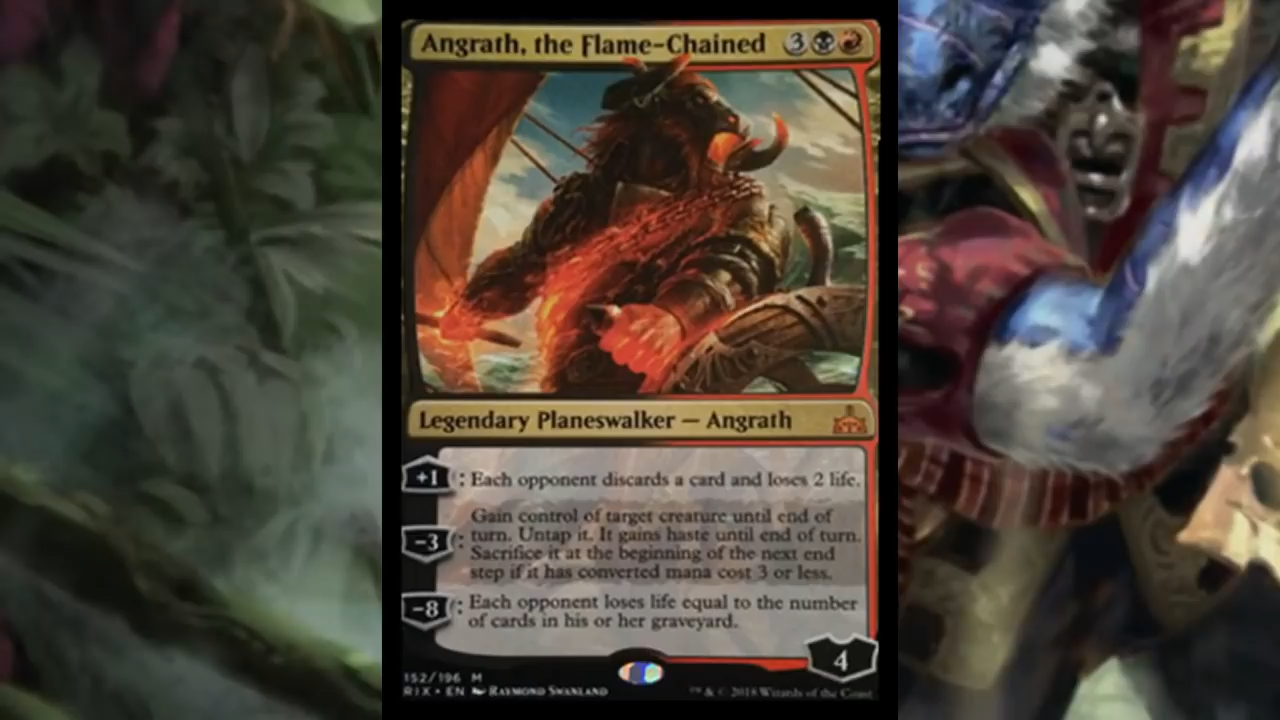 Angrath, the Flame-Chained 3
Legendary Planeswalker — Angrath
+1: Each opponent discards a card and loses 2 life.
Gain control of target creature until end of
-3: turn. Untap it. It gains haste until end of turn.
Sacrifice it at the beginning of the next end
step if it has converted mana cost 3 or less.
-8: Each opponent loses life equal to the number
of cards in his or her graveyard.
4
152/196 M
RIX • EN Raymond Swanland
™ & © 2018 Wizards of the Coast